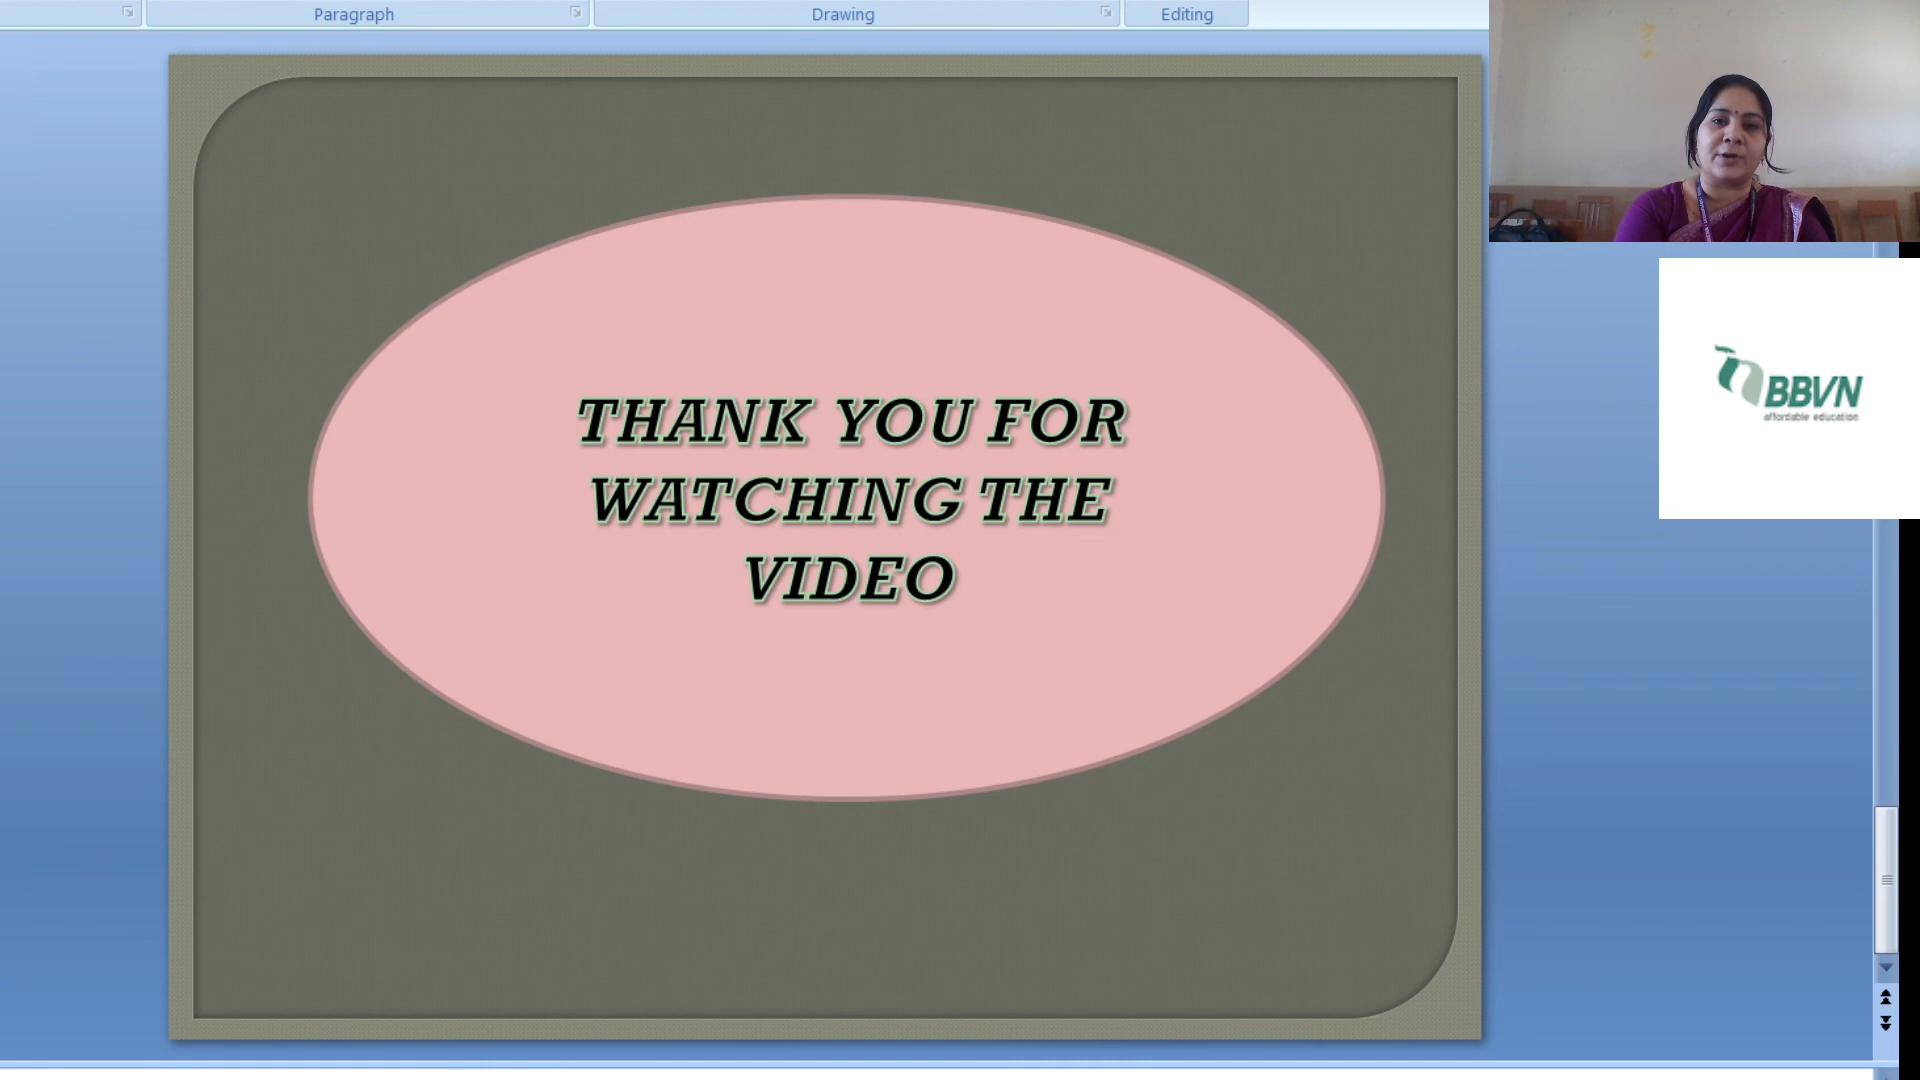 Paragraph
Drawing
Editing
THANK YOU FOR
WATCHING THE
VIDEO
BBVN
affordable education